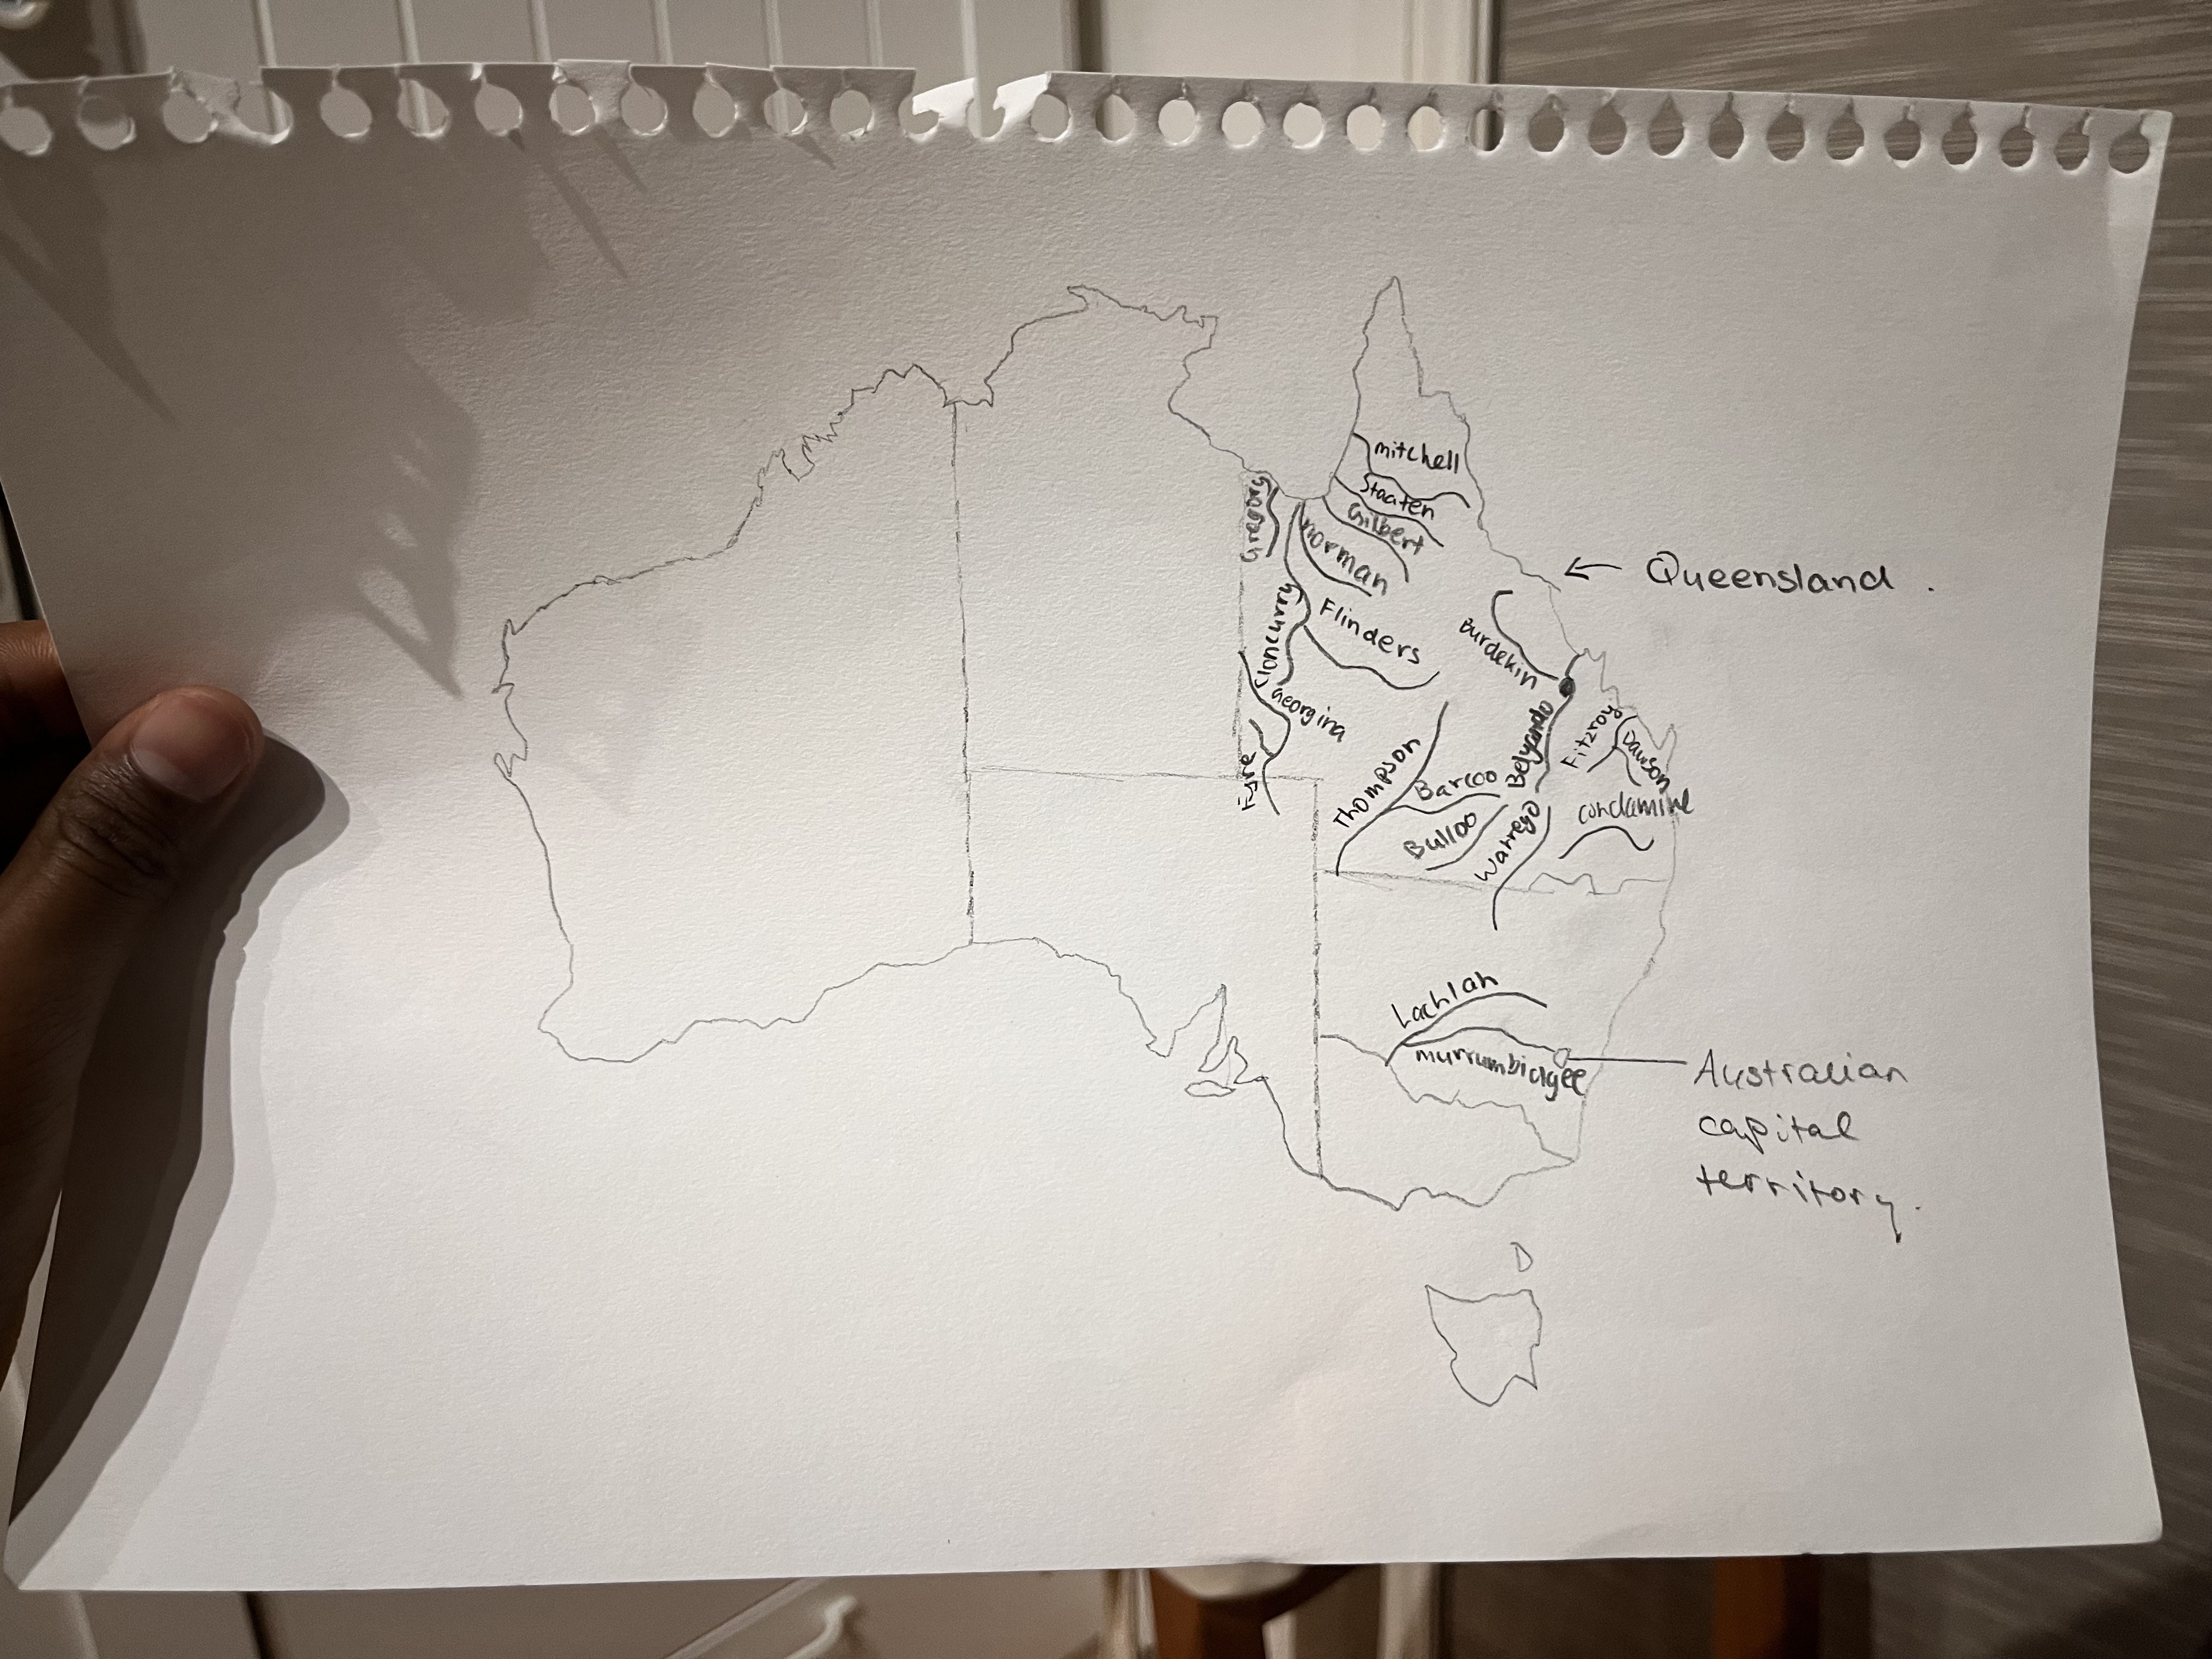 mitchell
Staaten
Gilbert
Gregory
norman
Queensland.
Cloncurry
Flinders
Burdekin
Georgina
Belyando
Fitzroy
Dawson
Eyre
Thompson
Barcoo
condamine
Bulloo
Warrego
Lachlan
murrumbidgee
Australian
capital
territory.